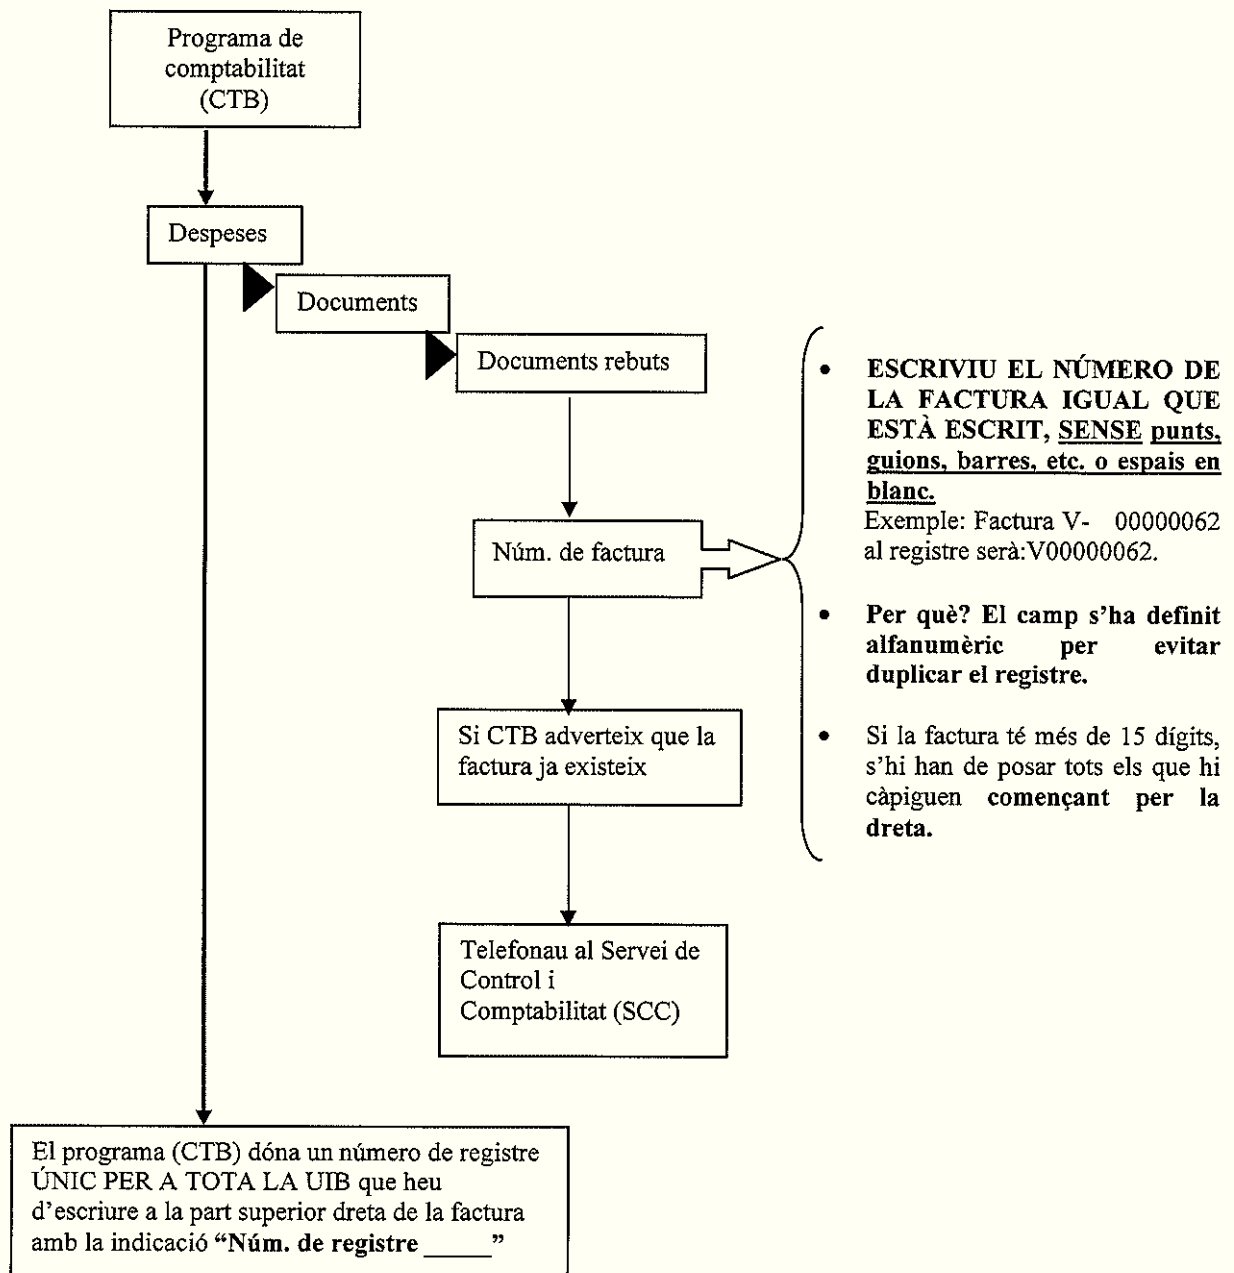 Programa de
comptabilitat
(CTB)
Despeses
Documents
Documents rebuts
Núm. de factura
• ESCRIVIU EL NÚMERO DE
LA FACTURA IGUAL QUE
ESTÀ ESCRIT, SENSE punts,
guions, barres, etc. o espais en
blanc.
Exemple: Factura V- 00000062
al registre serà:V00000062.
• Per què? El camp s'ha definit
alfanumèric per evitar
duplicar el registre.
• Si la factura té més de 15 dígits,
s'hi han de posar tots els que hi
càpiguen començant per la
dreta.
Si CTB adverteix que la
factura ja existeix
Telefonau al Servei de
Control i
Comptabilitat (SCC)
El programa (CTB) dóna un número de registre
ÚNIC PER A TOTA LA UIB que heu
d'escriure a la part superior dreta de la factura
amb la indicació “Núm. de registre _____”